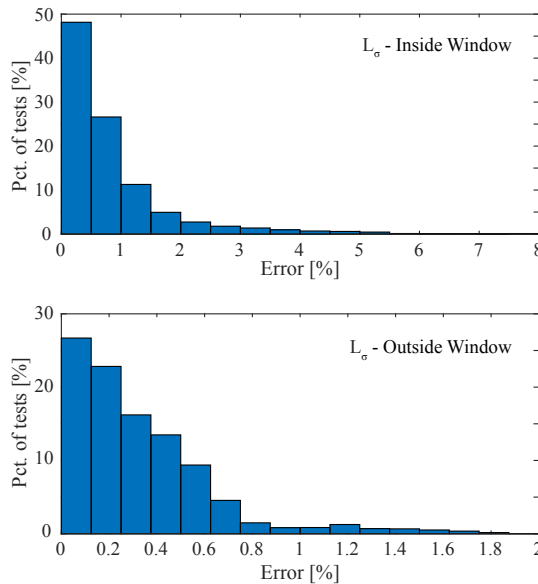 50
40
30
20
10
0
Pct. of tests [%]
L_σ - Inside Window
0 1 2 3 4 5 6 7 8
Error [%]
30
20
10
0
Pct. of tests [%]
L_σ - Outside Window
0 0.2 0.4 0.6 0.8 1 1.2 1.4 1.6 1.8 2
Error [%]